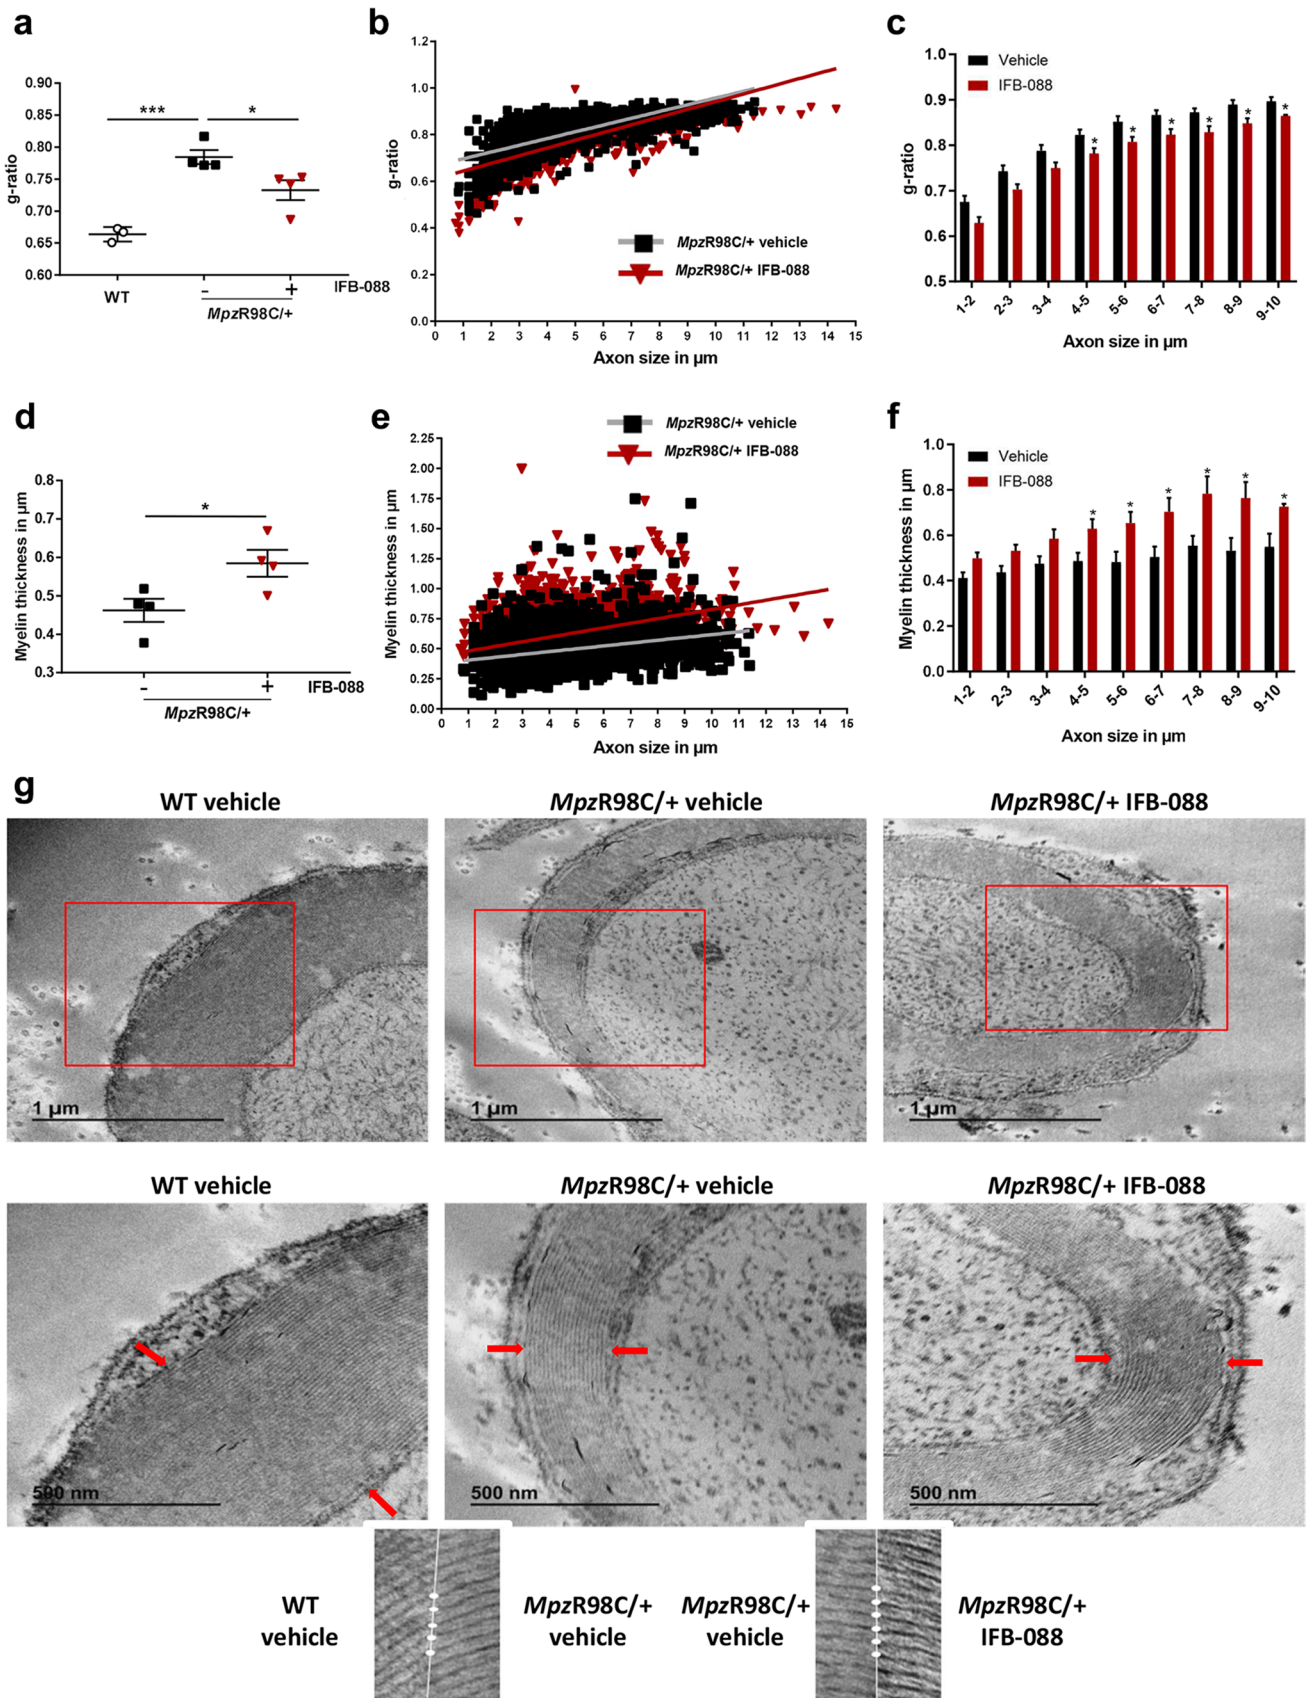 a
g-ratio
0.90
0.85
0.80
0.75
0.70
0.65
0.60
***
*
WT
-
+
IFB-088
MpzR98C/+
b
g-ratio
1.2
1.0
0.8
0.6
0.4
0.2
0.0
MpzR98C/+ vehicle
MpzR98C/+ IFB-088
0 1 2 3 4 5 6 7 8 9 10 11 12 13 14 15
Axon size in µm
c
g-ratio
1.0
0.9
0.8
0.7
0.6
0.5
Vehicle
IFB-088
* * * * * *
1-2 2-3 3-4 4-5 5-6 6-7 7-8 8-9 9-10
Axon size in µm
d
Myelin thickness in µm
0.8
0.7
0.6
0.5
0.4
0.3
*
-
+
IFB-088
MpzR98C/+
e
MpzR98C/+ vehicle
MpzR98C/+ IFB-088
Myelin thickness in µm
2.25
2.00
1.75
1.50
1.25
1.00
0.75
0.50
0.25
0.00
0 1 2 3 4 5 6 7 8 9 10 11 12 13 14 15
Axon size in µm
f
Myelin thickness in µm
1.0
0.8
0.6
0.4
0.2
0.0
Vehicle
IFB-088
* * * * * *
1-2 2-3 3-4 4-5 5-6 6-7 7-8 8-9 9-10
Axon size in µm
g
WT vehicle
MpzR98C/+ vehicle
MpzR98C/+ IFB-088
1 µm
1 µm
1 µm
WT vehicle
MpzR98C/+ vehicle
MpzR98C/+ IFB-088
500 nm
500 nm
500 nm
WT
vehicle
MpzR98C/+
vehicle
MpzR98C/+
vehicle
MpzR98C/+
IFB-088